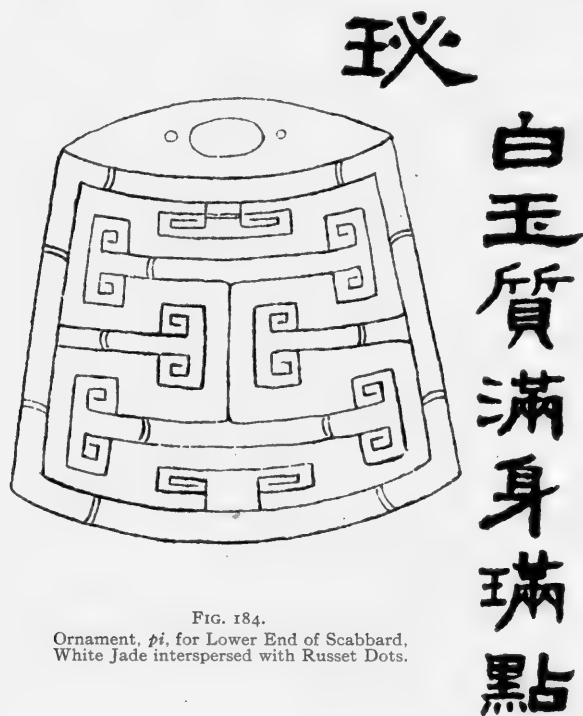 珌
白玉質滿身璊點
FIG. 184.
Ornament, pi, for Lower End of Scabbard,
White Jade interspersed with Russet Dots.